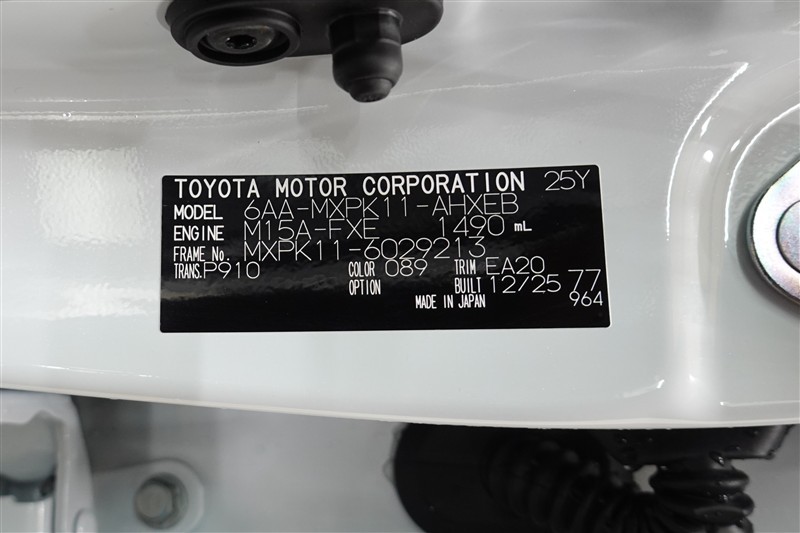 TOYOTA MOTOR CORPORATION 25Y
MODEL 6AA-MXPK11-AHXEB
ENGINE M15A-FXE 1490 mL
FRAME No. MXPK11-6029213
TRANS. P910 COLOR 089 TRIM EA20
OPTION BUILT 12/25 77
MADE IN JAPAN 964